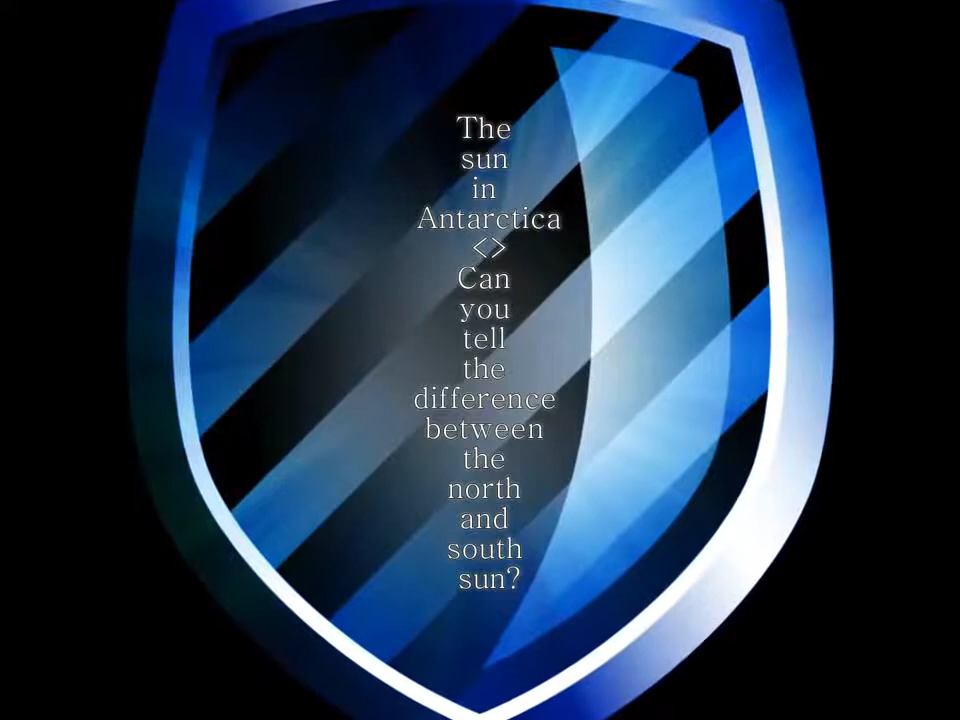 The
sun
in
Antarctica
<>
Can
you
tell
the
difference
between
the
north
and
south
sun?